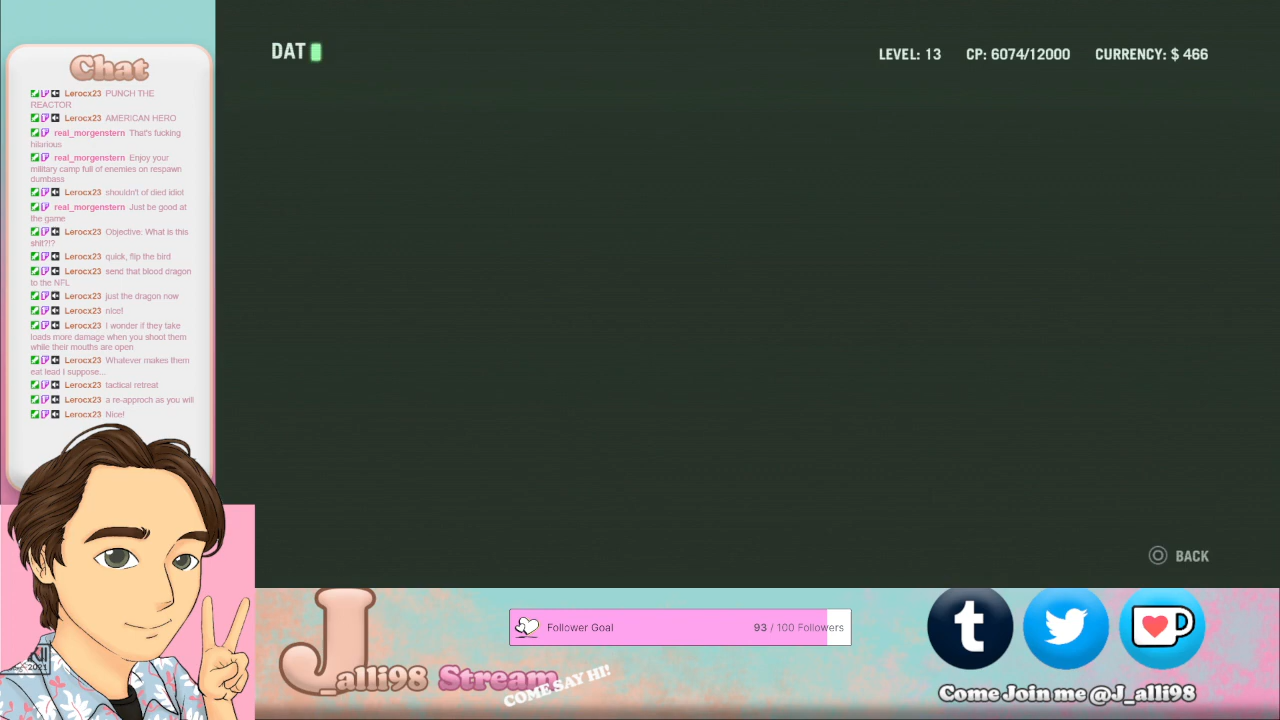 DAT
LEVEL: 13 CP: 6074/12000 CURRENCY: $ 466
Chat
Lerocx23 PUNCH THE
REACTOR
Lerocx23 AMERICAN HERO
real_morgenstern That's fucking
hilarious
real_morgenstern Enjoy your
military camp full of enemies on respawn
dumbass
Lerocx23 shouldn't of died idiot
real_morgenstern Just be good at
the game
Lerocx23 Objective: What is this
shit?!?
Lerocx23 quick, flip the bird
Lerocx23 send that blood dragon
to the NFL
Lerocx23 just the dragon now
Lerocx23 nice!
Lerocx23 I wonder if they take
loads more damage when you shoot them
while their mouths are open
Lerocx23 Whatever makes them
eat lead I suppose...
Lerocx23 tactical retreat
Lerocx23 a re-approch as you will
Lerocx23 Nice!
BACK
2021
Follower Goal 93 / 100 Followers
J_alli98 Stream
COME SAY HI!
Come Join me @J_alli98